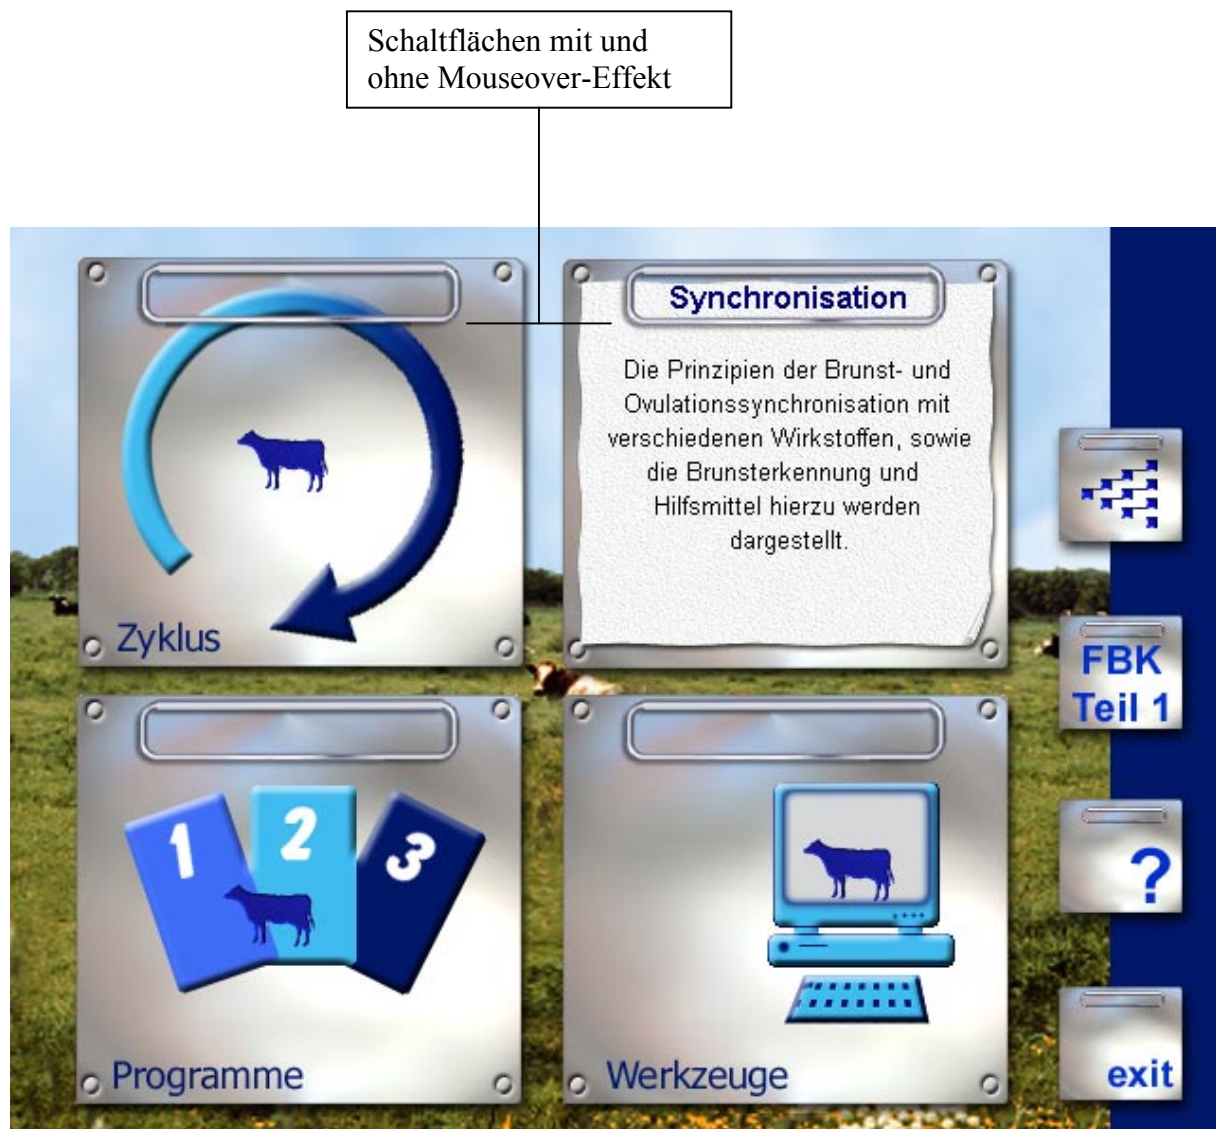 Schaltflächen mit und
ohne Mouseover-Effekt
Synchronisation
Die Prinzipien der Brunst- und
Ovulationssynchronisation mit
verschiedenen Wirkstoffen, sowie
die Brunsterkennung und
Hilfsmittel hierzu werden
dargestellt.
Zyklus
FBK
Teil 1
1
2
3
?
Programme
Werkzeuge
exit